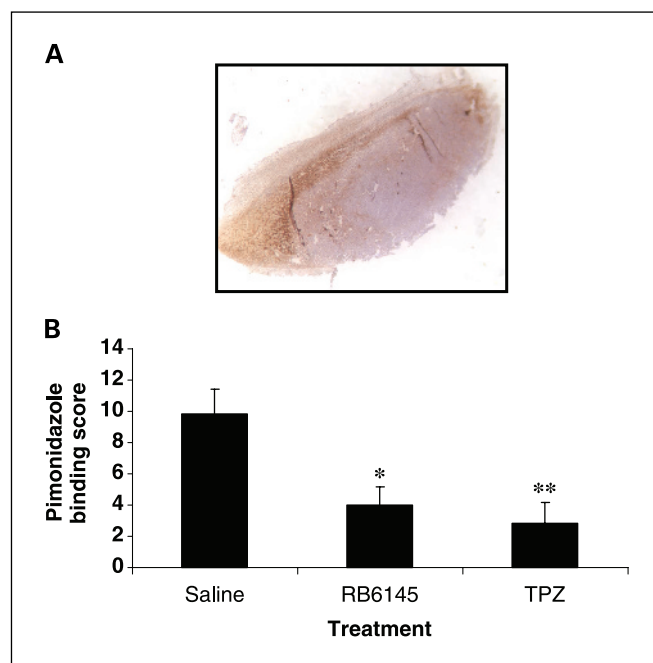 A
B
Pimonidazole
binding score
14
12
10
8
6
4
2
0
*
**
Saline RB6145 TPZ
Treatment